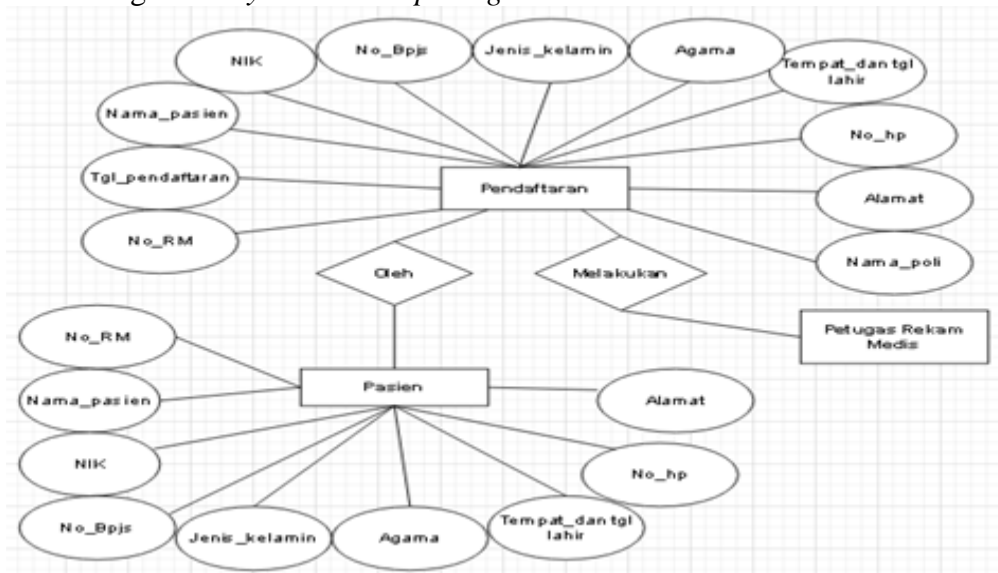 No_Bpjs
Jenis_kelamin
Agama
NIK
Tempat_dan tgl
lahir
Nama_pasien
No_hp
Tgl_pendaftaran
Pendaftaran
Alamat
No_RM
Nama_poli
Oleh
Melakukan
No_RM
Petugas Rekam
Medis
Pasien
Nama_pasien
Alamat
NIK
No_hp
No_Bpjs
Jenis_kelamin
Agama
Tempat_dan tgl
lahir